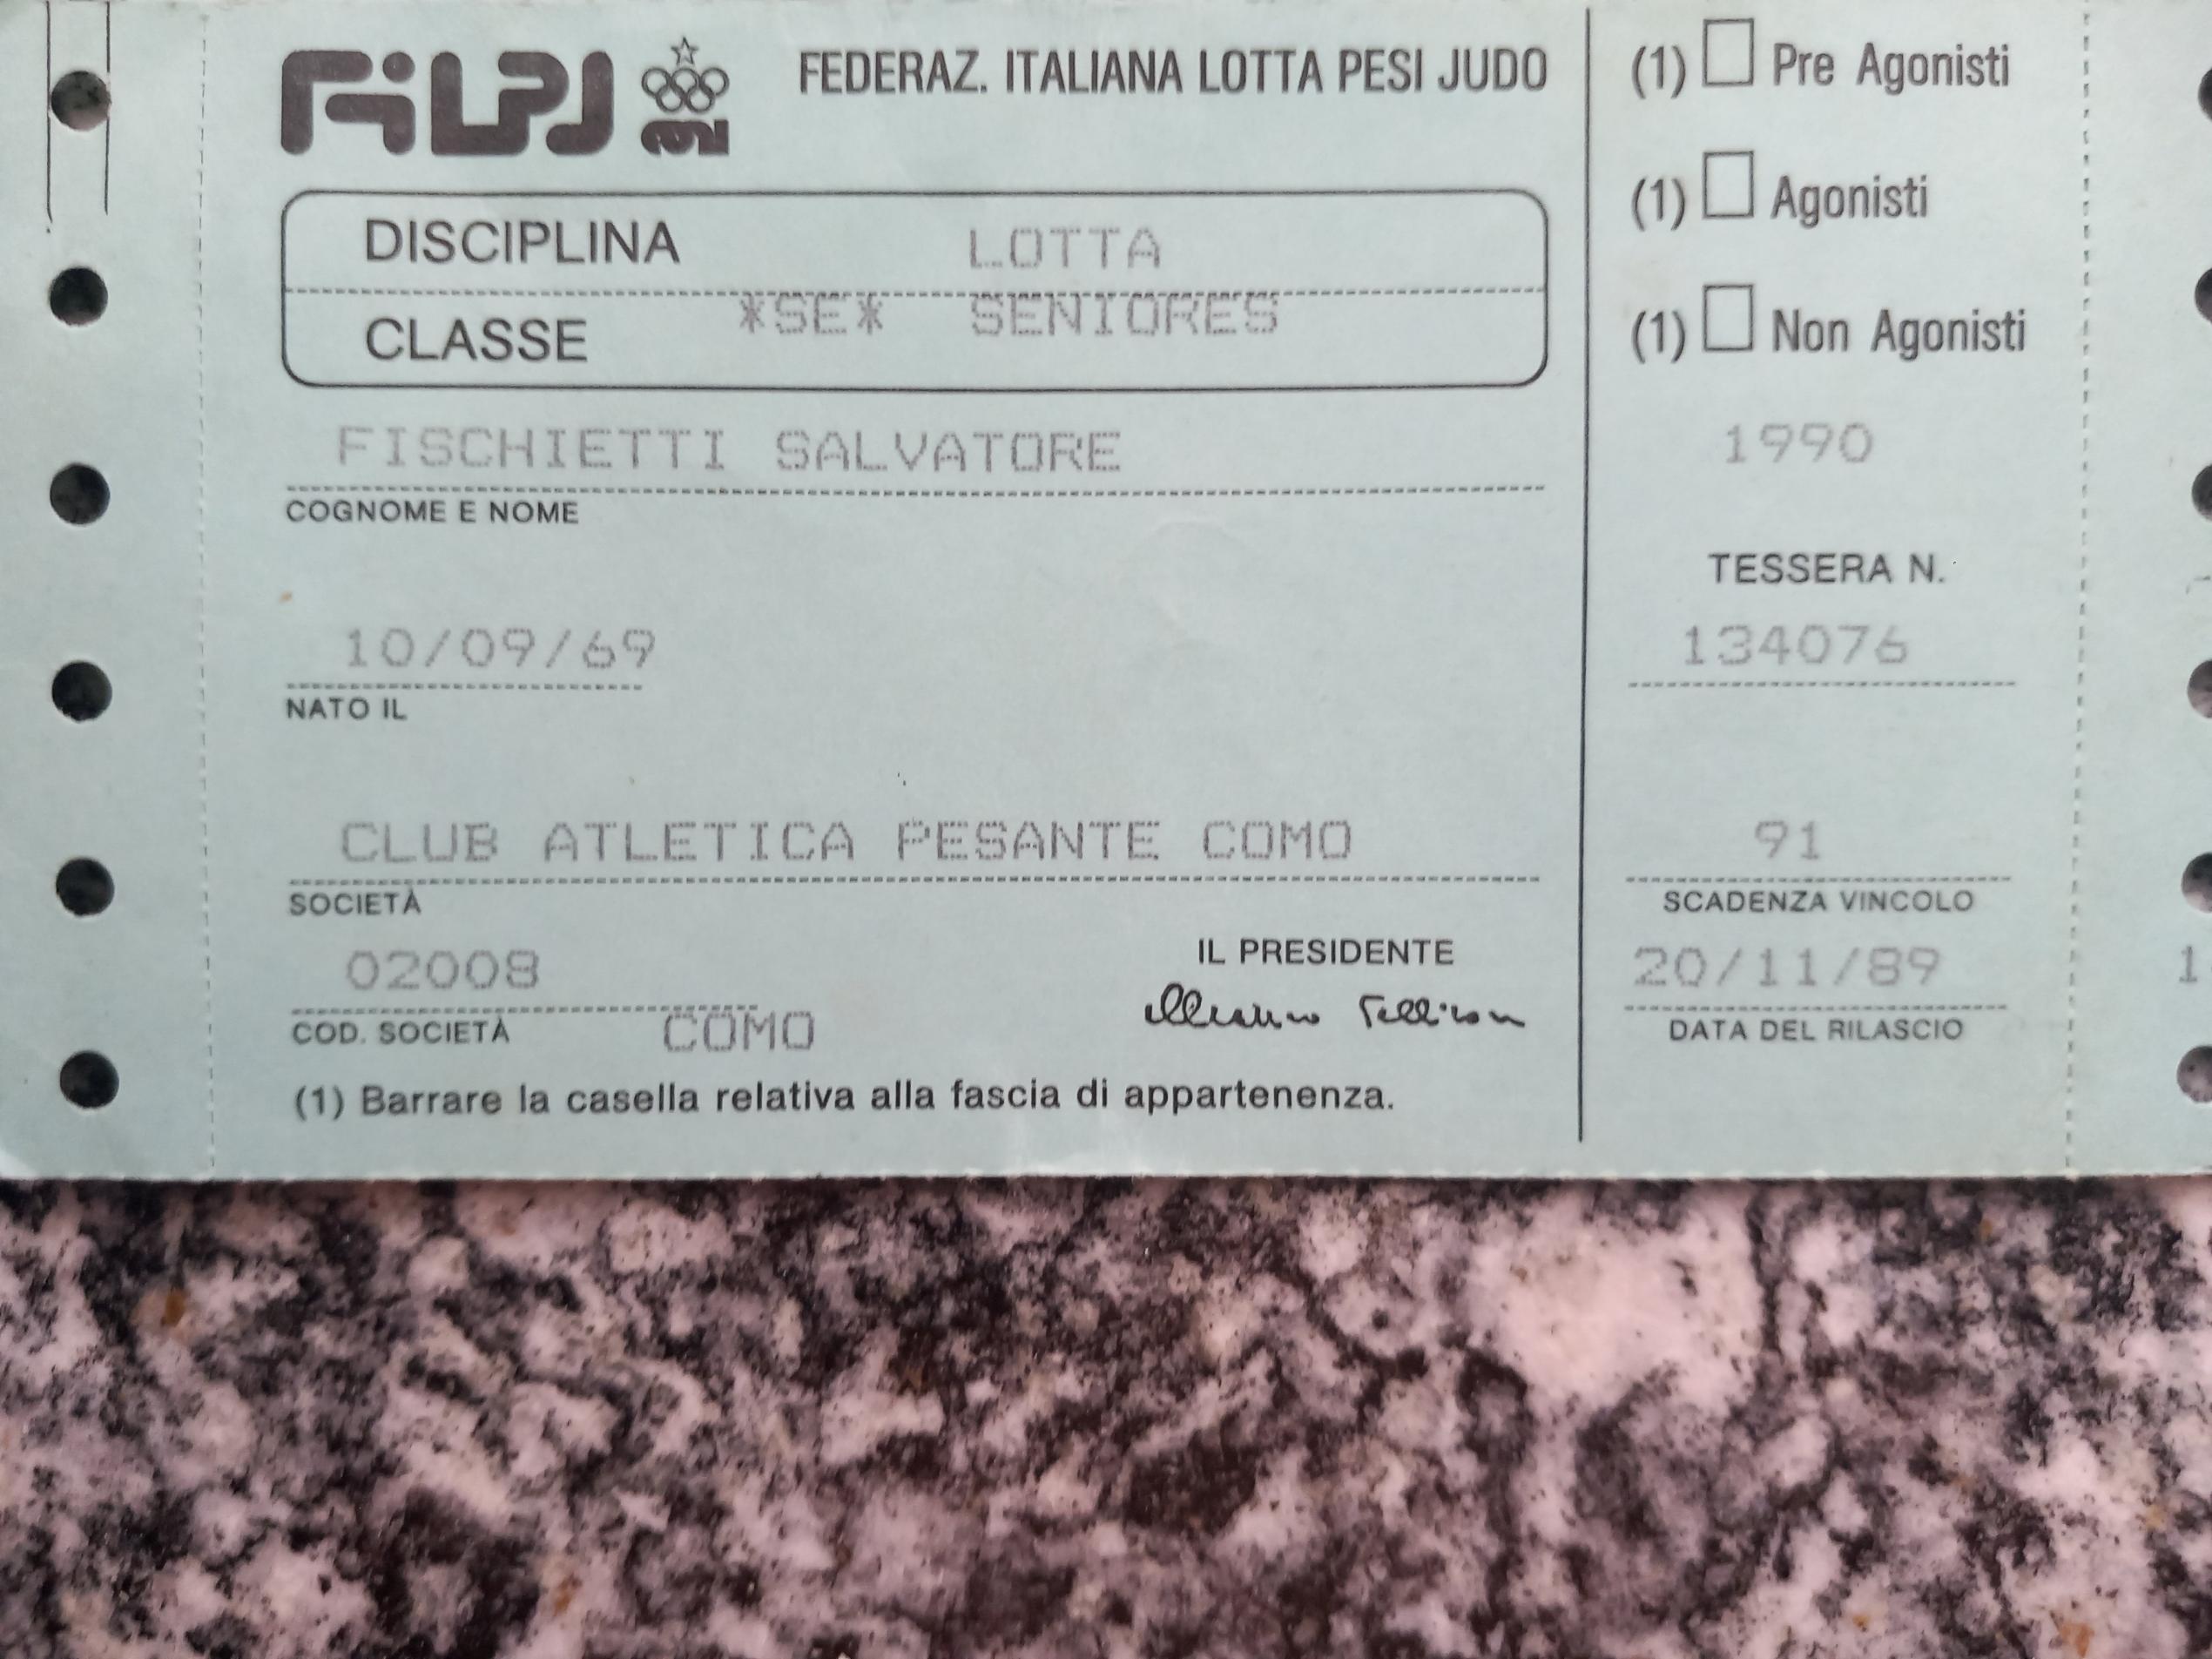 FILPJ FEDERAZ. ITALIANA LOTTA PESI JUDO
DISCIPLINA LOTTA
CLASSE *SE* SENIORES
FISCHIETTI SALVATORE
COGNOME E NOME
10/09/69
NATO IL
CLUB ATLETICA PESANTE COMO
SOCIETÀ
02008
COD. SOCIETÀ COMO
IL PRESIDENTE
(1) Barrare la casella relativa alla fascia di appartenenza.
(1) Pre Agonisti
(1) Agonisti
(1) Non Agonisti
1990
TESSERA N.
134076
91
SCADENZA VINCOLO
20/11/89
DATA DEL RILASCIO
1